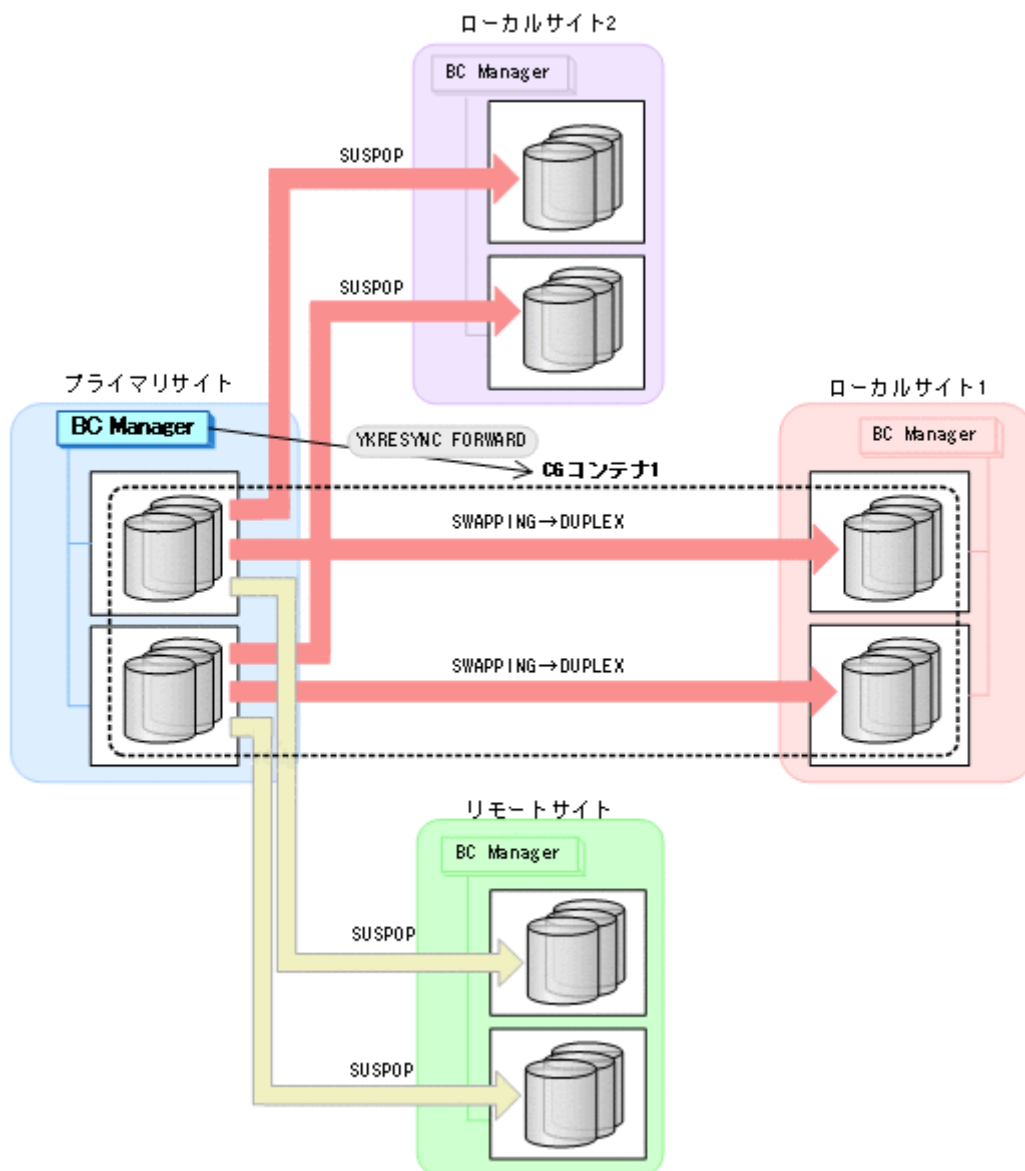 ローカルサイト2
BC Manager
SUSPOP
SUSPOP
プライマリサイト
ローカルサイト1
BC Manager
BC Manager
YKRESYNC FORWARD
CGコンテナ1
SWAPPING→DUPLEX
SWAPPING→DUPLEX
リモートサイト
BC Manager
SUSPOP
SUSPOP